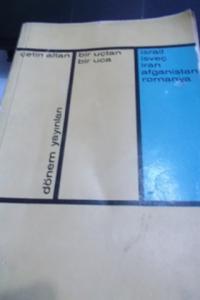 çetin altan
bir uçtan
bir uca
israil
isveç
iran
afganistan
romanya
dönem yayınları